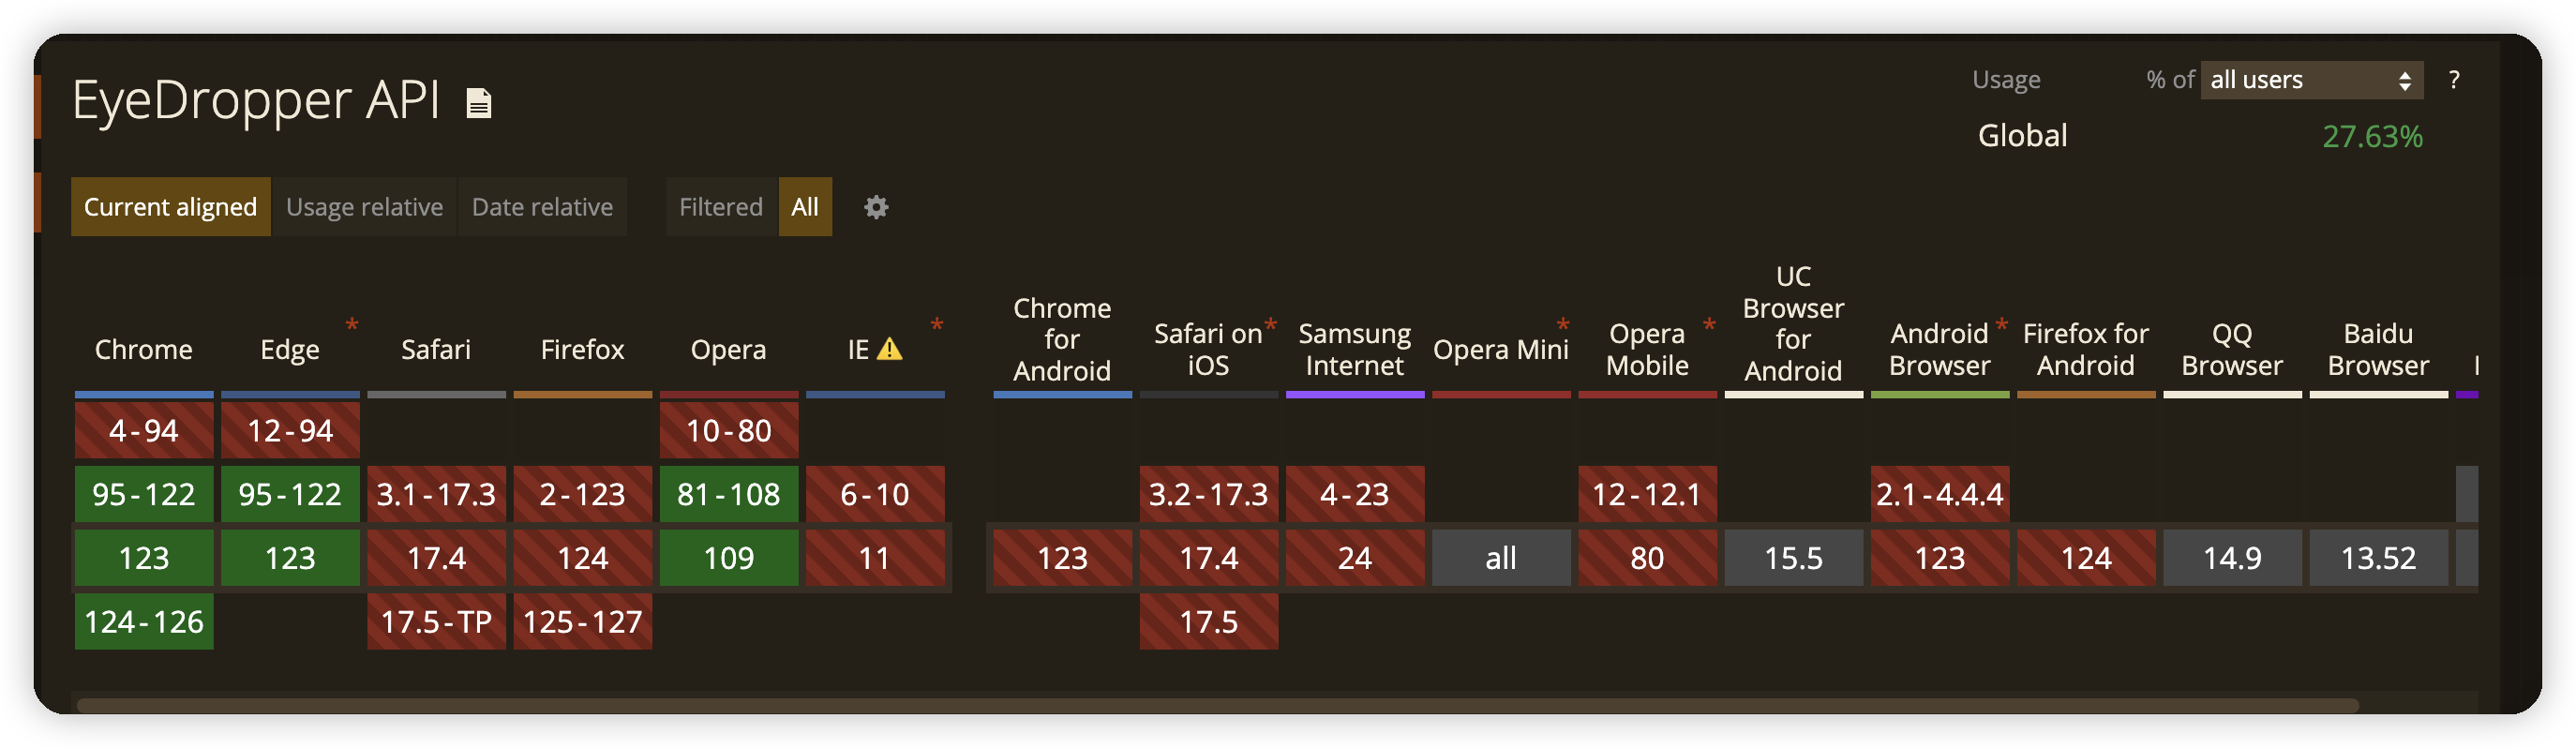 EyeDropper API
Usage % of all users ?
Global 27.63%
Current aligned Usage relative Date relative Filtered All
Chrome Edge * Safari Firefox Opera IE * Chrome for Android Safari on iOS * Samsung Internet Opera Mini * Opera Mobile * UC Browser for Android Android Browser * Firefox for Android QQ Browser Baidu Browser
4-94 12-94 10-80
95-122 95-122 3.1-17.3 2-123 81-108 6-10 3.2-17.3 4-23 12-12.1 2.1-4.4.4
123 123 17.4 124 109 11 123 17.4 24 all 80 15.5 123 124 14.9 13.52
124-126 17.5-TP 125-127 17.5